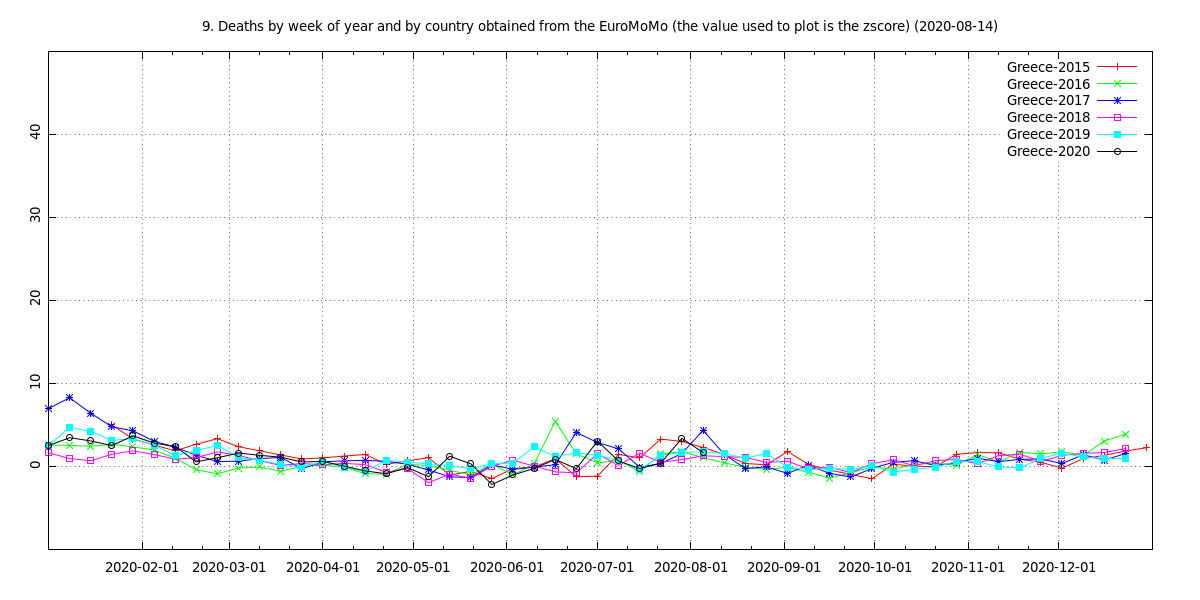 9. Deaths by week of year and by country obtained from the EuroMoMo (the value used to plot is the zscore) (2020-08-14)
Greece-2015
Greece-2016
Greece-2017
Greece-2018
Greece-2019
Greece-2020
40
30
20
10
0
2020-02-01 2020-03-01 2020-04-01 2020-05-01 2020-06-01 2020-07-01 2020-08-01 2020-09-01 2020-10-01 2020-11-01 2020-12-01